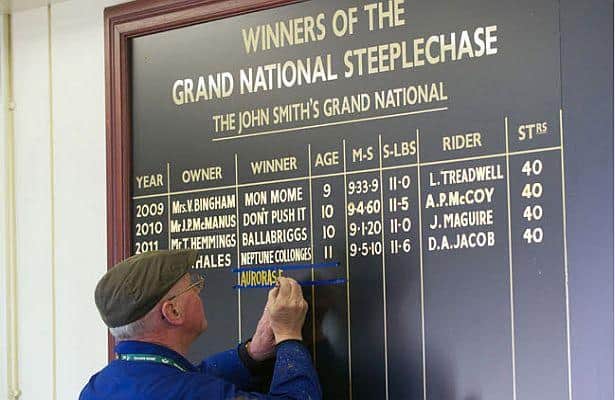 WINNERS OF THE
GRAND NATIONAL STEEPLECHASE
THE JOHN SMITH'S GRAND NATIONAL
YEAR OWNER WINNER AGE M-S S-LBS RIDER STRS
2009 Mrs.V.BINGHAM MON MOME 9 9·33·9 11·0 L.TREADWELL 40
2010 Mr.J.P.McMANUS DON'T PUSH IT 10 9·4·60 11·5 A.P.McCOY 40
2011 Mr.T.HEMMINGS BALLABRIGGS 10 9·1·20 11·0 J.MAGUIRE 40
HALES NEPTUNE COLLONGES 11 9·5·10 11·6 D.A.JACOB 40
AURORAS